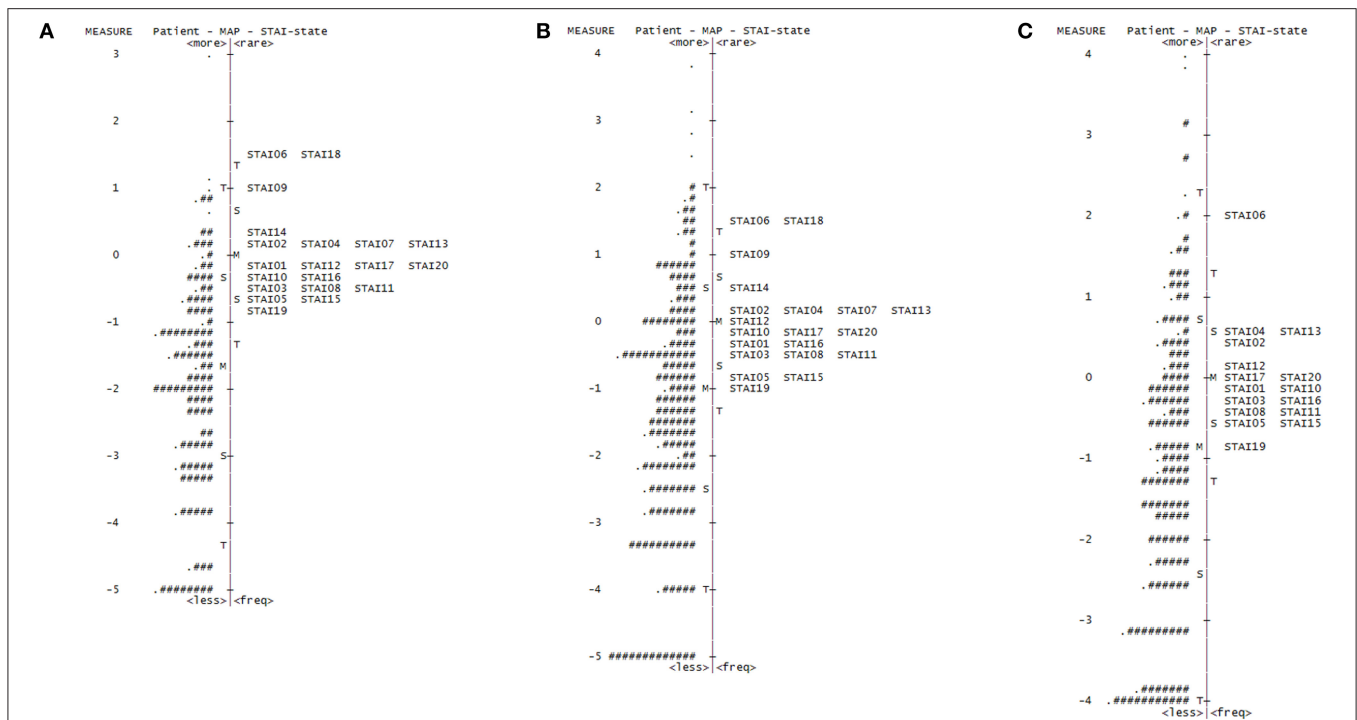 A
MEASURE Patient - MAP - STAI-state
<more>|<rare>
3 . +
2 +
| STAI06 STAI18
|T
. |
1 . T+ STAI09
.## |
. |S
## | STAI14
.### | STAI02 STAI04 STAI07 STAI13
0 .# +M
.## | STAI01 STAI12 STAI17 STAI20
#### S| STAI10 STAI16
.## | STAI03 STAI08 STAI11
.#### |S STAI05 STAI15
#### | STAI19
-1 .# +
.######## |
.### |T
.###### |
.## M|
#### |
-2 ######### +
#### |
#### |
## |
.##### |
-3 S+
.##### |
##### |
.##### |
-4 +
T|
.### |
-5 .######## +
<less>|<freq>
B
MEASURE Patient - MAP - STAI-state
<more>|<rare>
4 +
. |
. |
3 +
. |
. |
2 # T+
.# |
.## |
## | STAI06 STAI18
.## |T
# |
1 # + STAI09
###### |
#### |S
### S| STAI14
.### |
#### | STAI02 STAI04 STAI07 STAI13
0 ######## +M STAI12
### | STAI10 STAI17 STAI20
.#### | STAI01 STAI16
.########### | STAI03 STAI08 STAI11
##### |S
###### | STAI05 STAI15
-1 .#### M+ STAI19
###### |
###### |T
####### |
.####### |
.##### |
-2 .## +
.######## |
.####### S|
.####### |
-3 +
########## |
-4 .##### T+
-5 ############# +
<less>|<freq>
C
MEASURE Patient - MAP - STAI-state
<more>|<rare>
4 . +
. |
# |
3 +
# |
. T|
2 .# + STAI06
# |
.## |
### |T
.### |
1 .## +
.#### S|
.# |S STAI04 STAI13
.#### | STAI02
### |
.### | STAI12
0 #### +M STAI17 STAI20
###### | STAI01 STAI10
.###### | STAI03 STAI16
.### | STAI08 STAI11
###### |S STAI05 STAI15
.##### M| STAI19
-1 .#### +
.#### |
####### |T
####### |
##### |
-2 ###### +
.##### |
S|
.###### |
-3 +
.######### |
.####### |
-4 .########### T+
<less>|<freq>